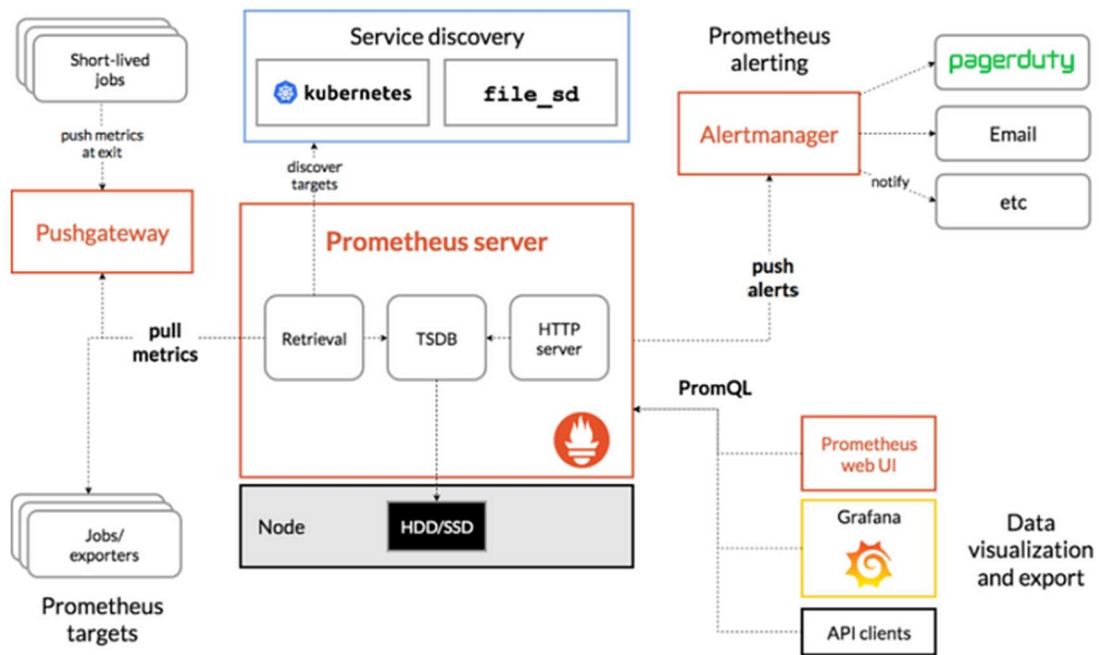 Short-lived
jobs
push metrics
at exit
Pushgateway
pull
metrics
Jobs/
exporters
Prometheus
targets
Service discovery
kubernetes
file_sd
discover
targets
Prometheus server
Retrieval
TSDB
HTTP
server
Node
HDD/SSD
Prometheus
alerting
Alertmanager
pagerduty
Email
notify
etc
push
alerts
PromQL
Prometheus
web UI
Grafana
API clients
Data
visualization
and export